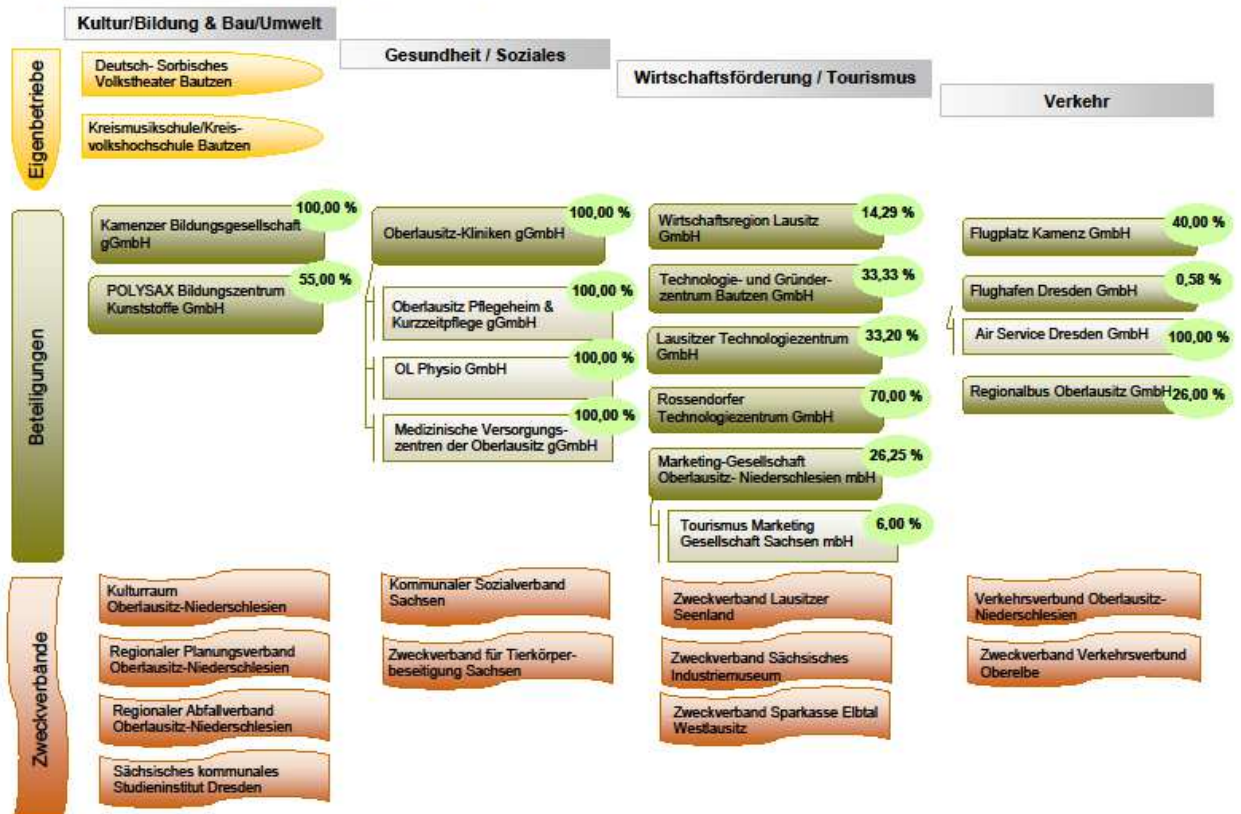 Kultur/Bildung & Bau/Umwelt
Gesundheit / Soziales
Wirtschaftsförderung / Tourismus
Verkehr
Eigenbetriebe
Deutsch- Sorbisches
Volkstheater Bautzen
Kreismusikschule/Kreis-
volkshochschule Bautzen
Beteiligungen
Kamenzer Bildungsgesellschaft
gGmbH
100,00 %
POLYSAX Bildungszentrum
Kunststoffe GmbH
55,00 %
Oberlausitz-Kliniken gGmbH
100,00 %
Oberlausitz Pflegeheim &
Kurzzeitpflege gGmbH
100,00 %
OL Physio GmbH
100,00 %
Medizinische Versorgungs-
zentren der Oberlausitz gGmbH
100,00 %
Wirtschaftsregion Lausitz
GmbH
14,29 %
Technologie- und Gründer-
zentrum Bautzen GmbH
33,33 %
Lausitzer Technologiezentrum
GmbH
33,20 %
Rossendorfer
Technologiezentrum GmbH
70,00 %
Marketing-Gesellschaft
Oberlausitz- Niederschlesien mbH
26,25 %
Tourismus Marketing
Gesellschaft Sachsen mbH
6,00 %
Flugplatz Kamenz GmbH
40,00 %
Flughafen Dresden GmbH
0,58 %
Air Service Dresden GmbH
100,00 %
Regionalbus Oberlausitz GmbH
26,00 %
Zweckverbände
Kulturraum
Oberlausitz-Niederschlesien
Regionaler Planungsverband
Oberlausitz-Niederschlesien
Regionaler Abfallverband
Oberlausitz-Niederschlesien
Sächsisches kommunales
Studieninstitut Dresden
Kommunaler Sozialverband
Sachsen
Zweckverband für Tierkörper-
beseitigung Sachsen
Zweckverband Lausitzer
Seenland
Zweckverband Sächsisches
Industriemuseum
Zweckverband Sparkasse Elbtal
Westlausitz
Verkehrsverbund Oberlausitz-
Niederschlesien
Zweckverband Verkehrsverbund
Oberelbe